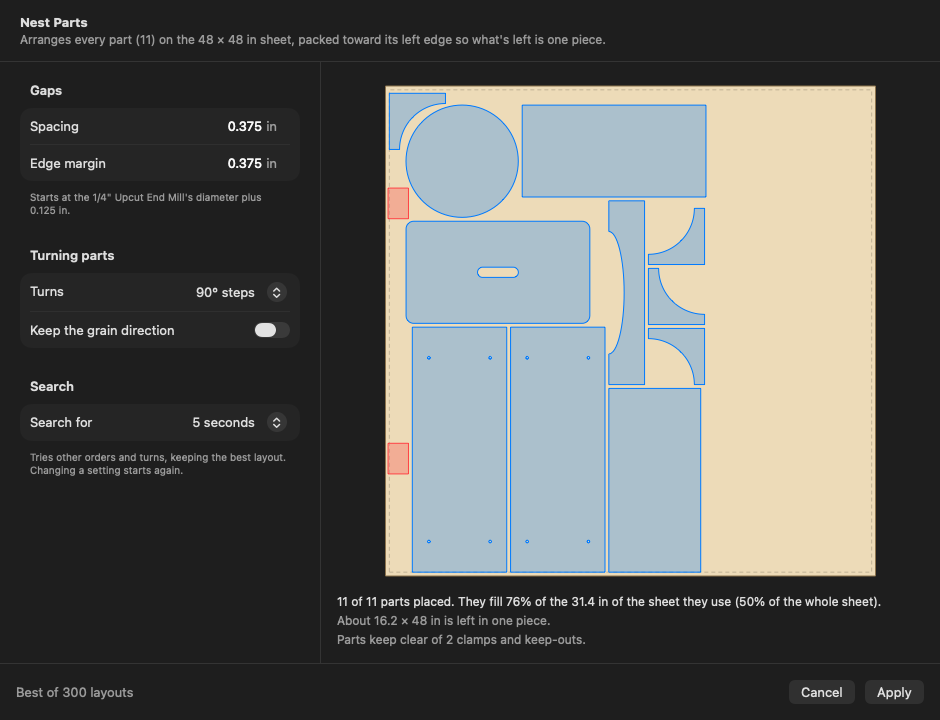 Nest Parts
Arranges every part (11) on the 48 × 48 in sheet, packed toward its left edge so what's left is one piece.
Gaps
Spacing 0.375 in
Edge margin 0.375 in
Starts at the 1/4" Upcut End Mill's diameter plus
0.125 in.
Turning parts
Turns 90° steps
Keep the grain direction
Search
Search for 5 seconds
Tries other orders and turns, keeping the best layout.
Changing a setting starts again.
11 of 11 parts placed. They fill 76% of the 31.4 in of the sheet they use (50% of the whole sheet).
About 16.2 × 48 in is left in one piece.
Parts keep clear of 2 clamps and keep-outs.
Best of 300 layouts
Cancel
Apply